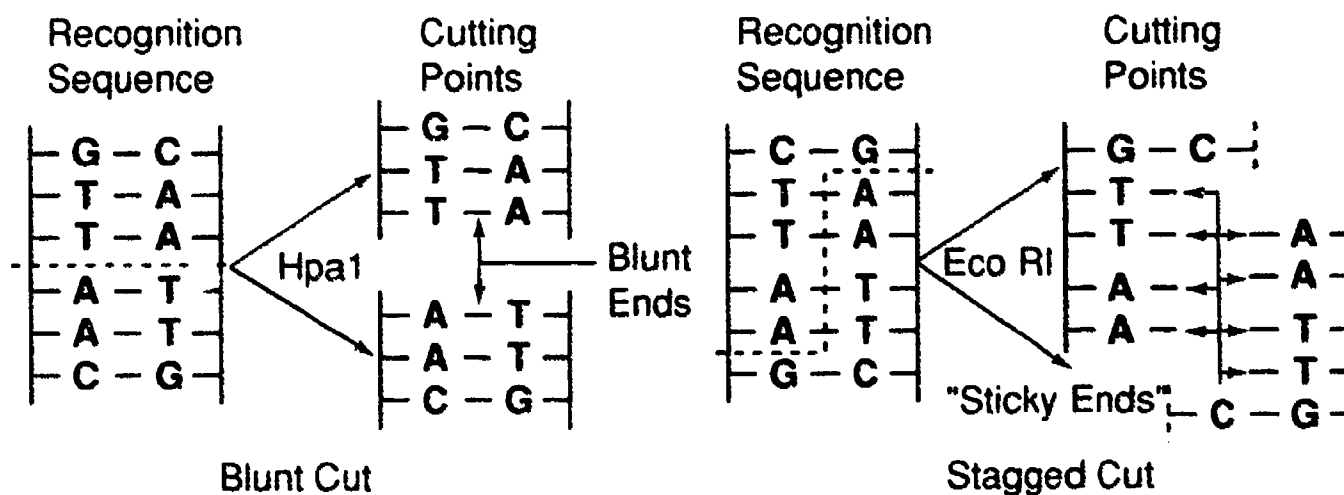 Recognition
Sequence
Cutting
Points
G – C
T – A
T – A
A – T
A – T
C – G
Hpa1
G – C
T – A
T – A
A – T
A – T
C – G
Blunt
Ends
Blunt Cut
Recognition
Sequence
Cutting
Points
C – G
T – A
T – A
A – T
A – T
G – C
Eco RI
G – C
T
T
A
A
A
A
T
T
C – G
"Sticky Ends"
Stagged Cut